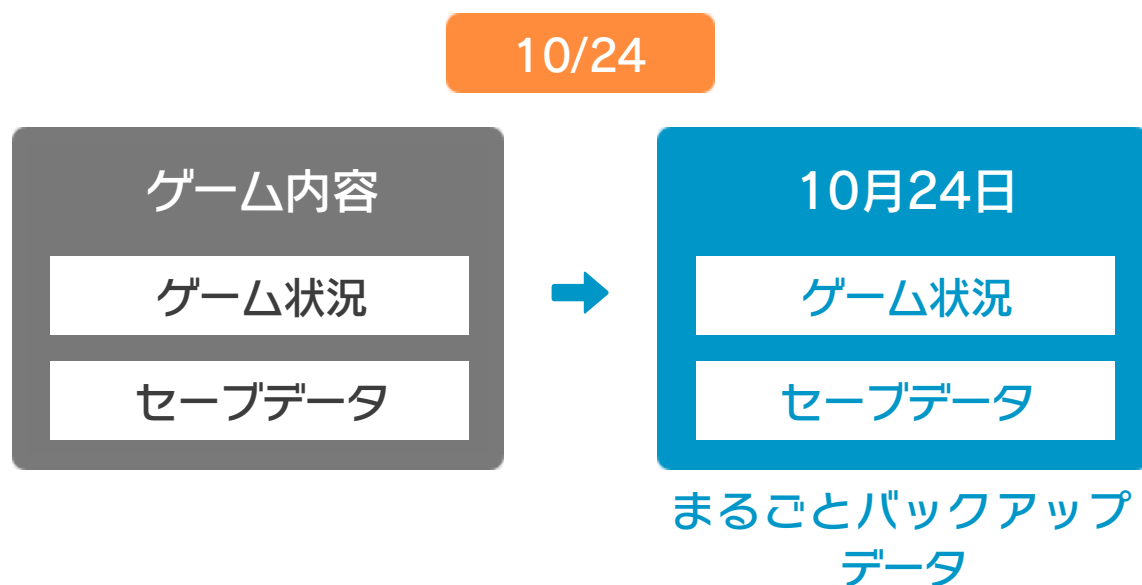 10/24
ゲーム内容
ゲーム状況
セーブデータ
10月24日
ゲーム状況
セーブデータ
まるごとバックアップ
データ